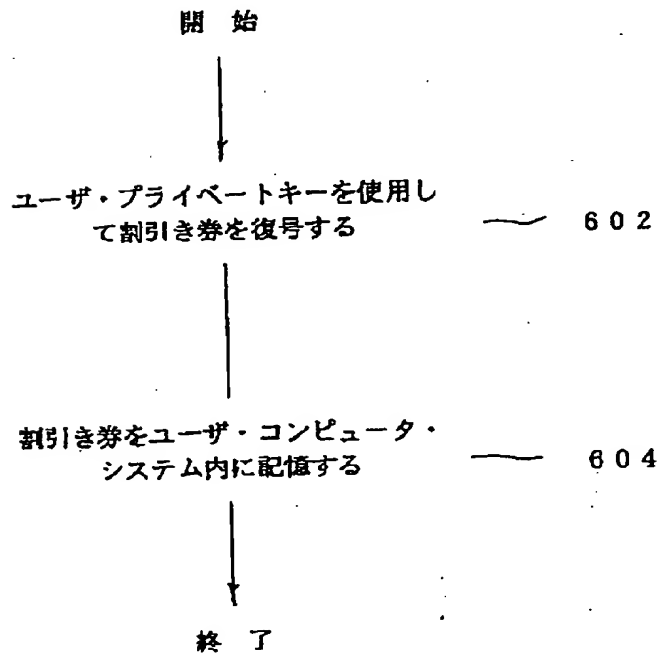 開 始
ユーザ・プライベートキーを使用し
て割引き券を復号する
602
割引き券をユーザ・コンピュータ・
システム内に記憶する
604
終 了